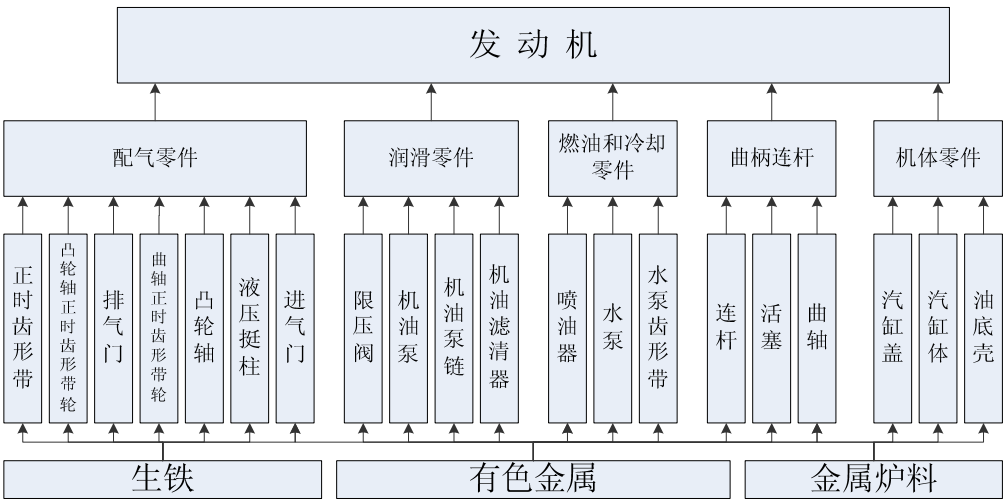 发动机
配气零件
润滑零件
燃油和冷却
零件
曲柄连杆
机体零件
正时齿形带
凸轮轴正时齿形带轮
排气门
曲轴正时齿形带轮
凸轮轴
液压挺柱
进气门
限压阀
机油泵
机油泵链
机油滤清器
喷油器
水泵
水泵齿形带
连杆
活塞
曲轴
汽缸盖
汽缸体
油底壳
生铁
有色金属
金属炉料